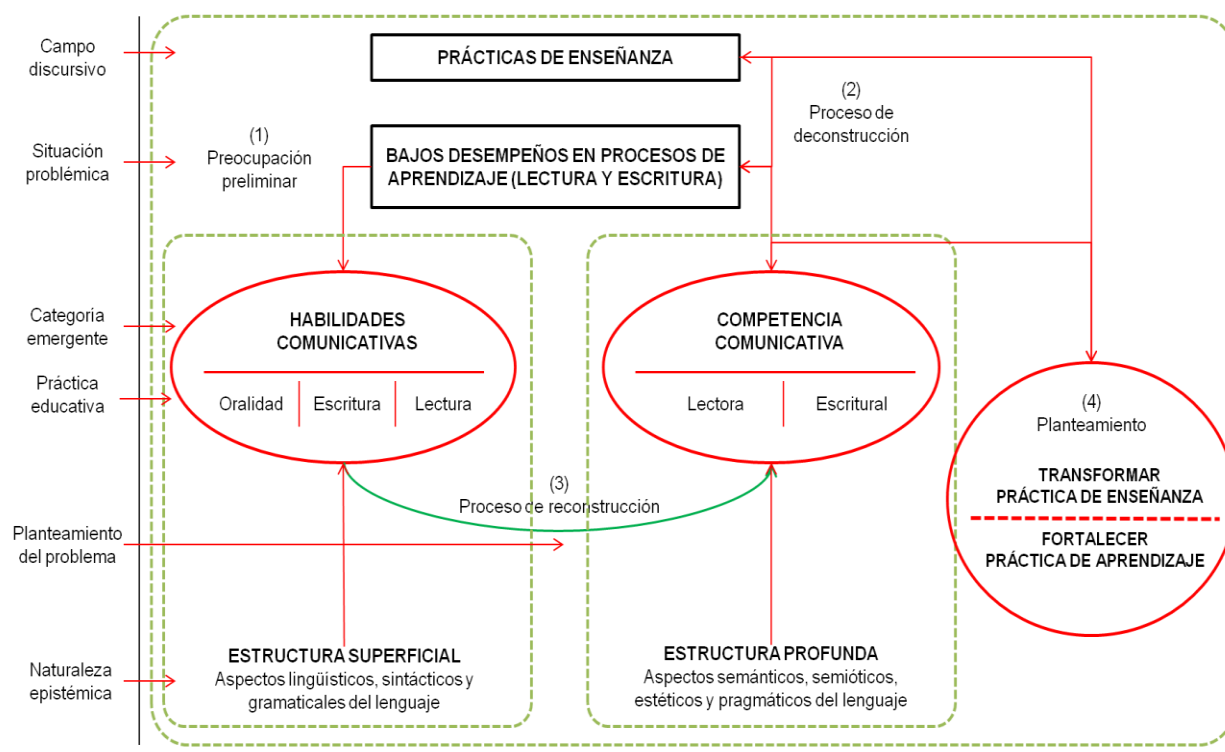 Campo
discursivo
PRÁCTICAS DE ENSEÑANZA
(2)
Proceso de
deconstrucción
(1)
Preocupación
preliminar
Situación
problémica
BAJOS DESEMPEÑOS EN PROCESOS DE
APRENDIZAJE (LECTURA Y ESCRITURA)
Categoría
emergente
HABILIDADES
COMUNICATIVAS
COMPETENCIA
COMUNICATIVA
Práctica
educativa
Oralidad
Escritura
Lectura
Lectora
Escritural
(4)
Planteamiento
TRANSFORMAR
PRÁCTICA DE ENSEÑANZA
FORTALECER
PRÁCTICA DE APRENDIZAJE
(3)
Proceso de reconstrucción
Planteamiento
del problema
Naturaleza
epistémica
ESTRUCTURA SUPERFICIAL
Aspectos lingüísticos, sintácticos y
gramaticales del lenguaje
ESTRUCTURA PROFUNDA
Aspectos semánticos, semióticos,
estéticos y pragmáticos del lenguaje